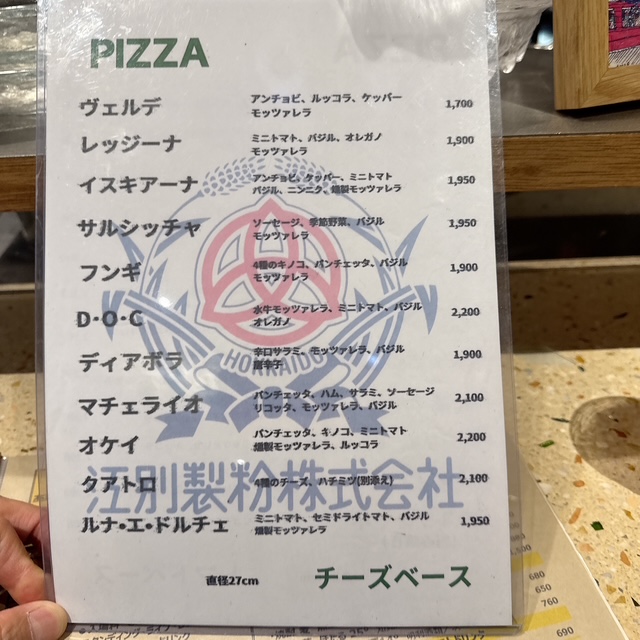 PIZZA
ヴェルデ アンチョビ、ルッコラ、ケッパー 1,700
モッツァレラ
レッジーナ ミニトマト、バジル、オレガノ 1,900
モッツァレラ
イスキアーナ アンチョビ、ケッパー、ミニトマト 1,950
バジル、ニンニク、燻製モッツァレラ
サルシッチャ ソーセージ、季節野菜、バジル 1,950
モッツァレラ
フンギ 4種のキノコ、パンチェッタ、バジル 1,900
モッツァレラ
D・O・C 水牛モッツァレラ、ミニトマト、バジル 2,200
オレガノ
ディアボラ 辛口サラミ、モッツァレラ、バジル 1,900
唐辛子
マチェライオ パンチェッタ、ハム、サラミ、ソーセージ 2,100
リコッタ、モッツァレラ、バジル
オケイ パンチェッタ、キノコ、ミニトマト 2,200
燻製モッツァレラ、ルッコラ
クアトロ 4種のチーズ、ハチミツ(別添え) 2,100
ルナ・エ・ドルチェ ミニトマト、セミドライトマト、バジル 1,950
燻製モッツァレラ
HOKKAIDO
江別製粉株式会社
直径27cm チーズベース
680
650
760
690